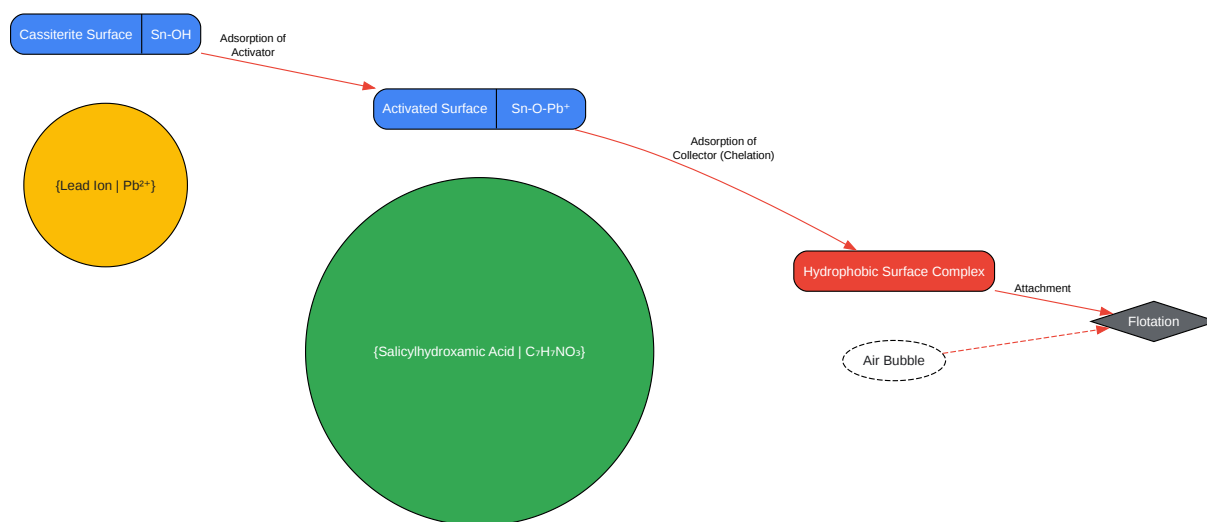 Cassiterite Surface
Sn-OH
Adsorption of
Activator
Activated Surface
Sn-O-Pb⁺
{Lead Ion | Pb²⁺}
Adsorption of
Collector (Chelation)
{Salicylhydroxamic Acid | C₇H₇NO₃}
Hydrophobic Surface Complex
Attachment
Flotation
Air Bubble